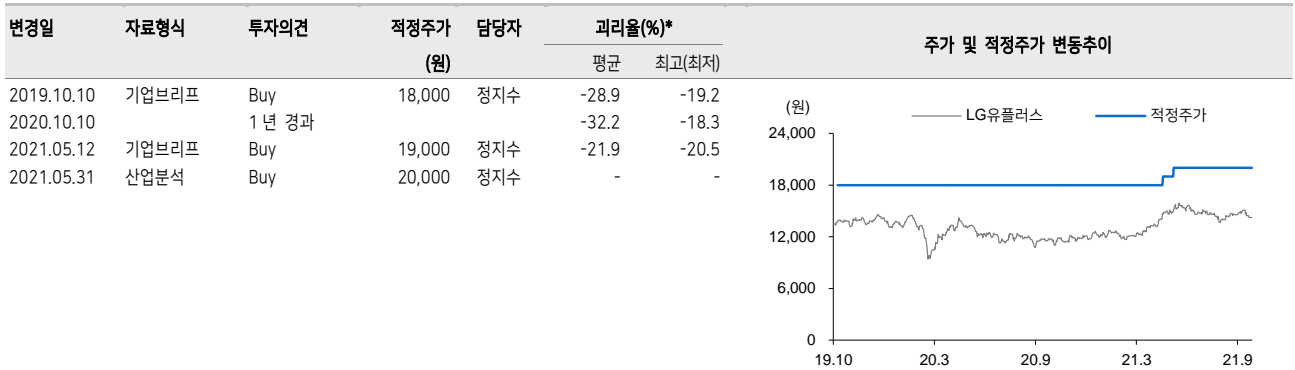 변경일 자료형식 투자의견 적정주가 담당자 괴리율(%)* 주가 및 적정주가 변동추이
(원) 평균 최고(최저)
2019.10.10 기업브리프 Buy 18,000 정지수 -28.9 -19.2
2020.10.10 1년 경과 -32.2 -18.3
2021.05.12 기업브리프 Buy 19,000 정지수 -21.9 -20.5
2021.05.31 산업분석 Buy 20,000 정지수 - -
(원) LG유플러스 적정주가
24,000
18,000
12,000
6,000
0
19.10 20.3 20.9 21.3 21.9